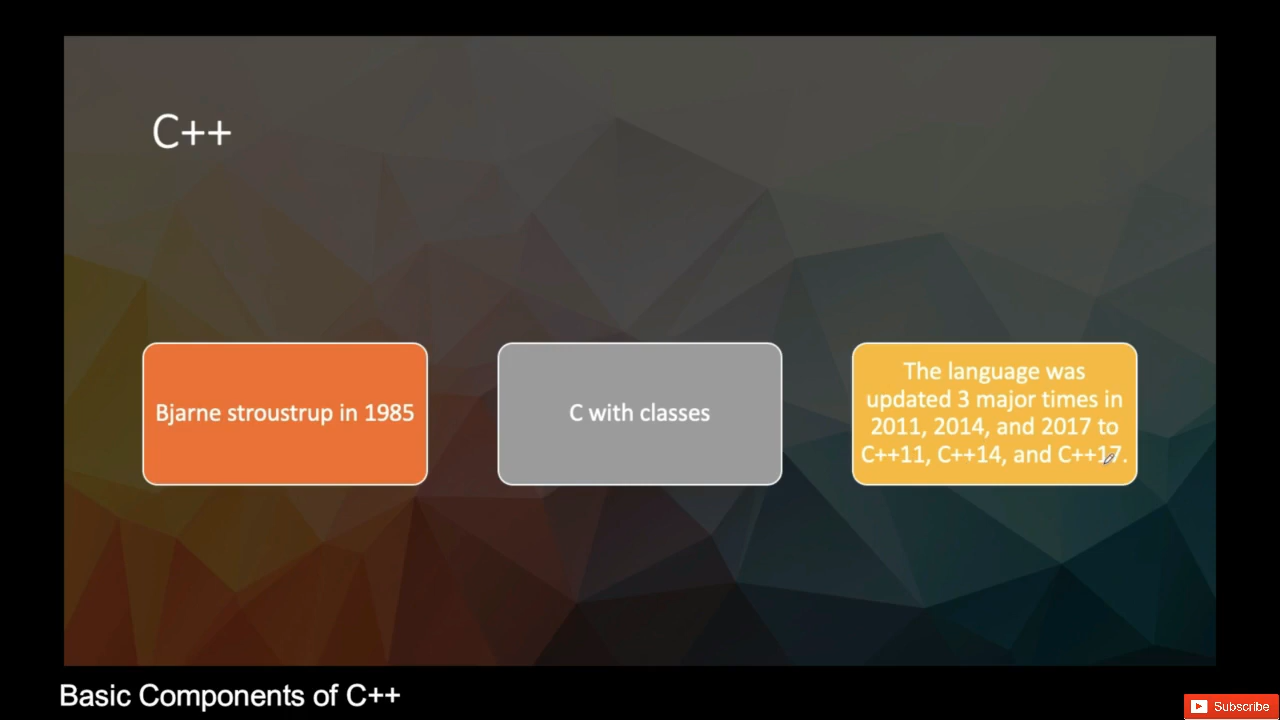 C++
Bjarne stroustrup in 1985
C with classes
The language was
updated 3 major times in
2011, 2014, and 2017 to
C++11, C++14, and C++17.
Basic Components of C++
Subscribe